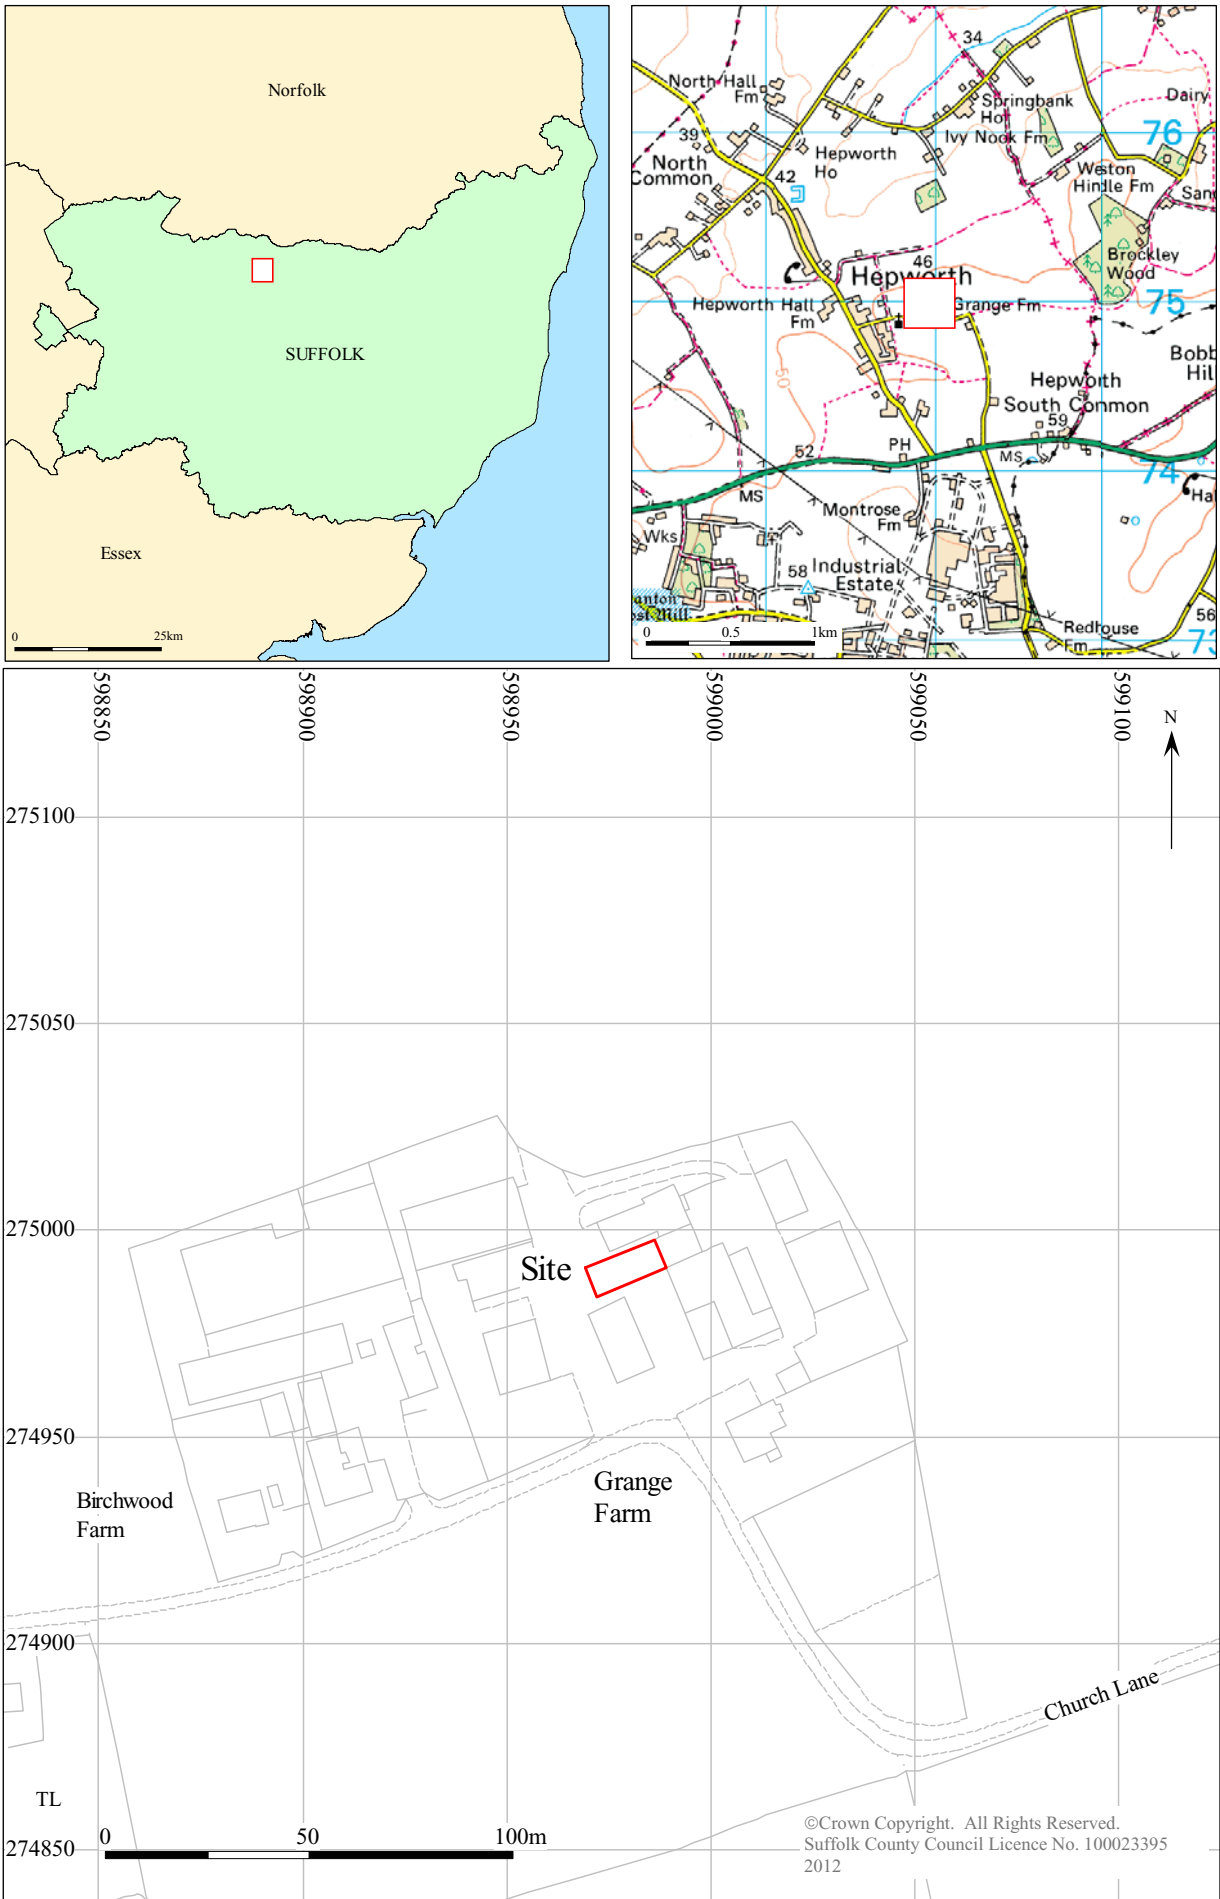 Norfolk
SUFFOLK
Essex
0
25km
34
North Hall
Fm
Springbank
Ho
Dairy
39
Ivy Nook Fm
76
North
Common
Hepworth
Ho
42
Weston
Hindle Fm
Brockley
Wood
46
Hepworth
Hepworth Hall
Fm
Grange Fm
75
50
Hepworth
South Common
59
PH
52
MS
74
MS
Montrose
Fm
Wks
58
Industrial
Estate
0
0.5
1km
Redhouse
Fm
56
598850
598900
598950
599000
599050
599100
N
275100
275050
275000
Site
274950
Grange
Farm
Birchwood
Farm
274900
Church Lane
TL
0
50
100m
274850
©Crown Copyright. All Rights Reserved.
Suffolk County Council Licence No. 100023395
2012